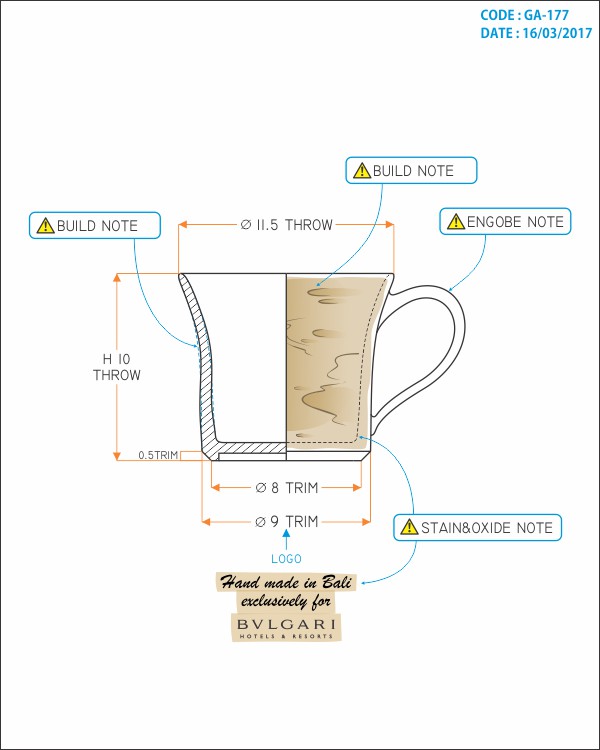 CODE : GA-177
DATE : 16/03/2017
BUILD NOTE
BUILD NOTE
ENGOBE NOTE
Ø 11.5 THROW
H 10
THROW
0.5TRIM
Ø 8 TRIM
Ø 9 TRIM
STAIN&OXIDE NOTE
LOGO
Hand made in Bali
exclusively for
BVLGARI
HOTELS & RESORTS